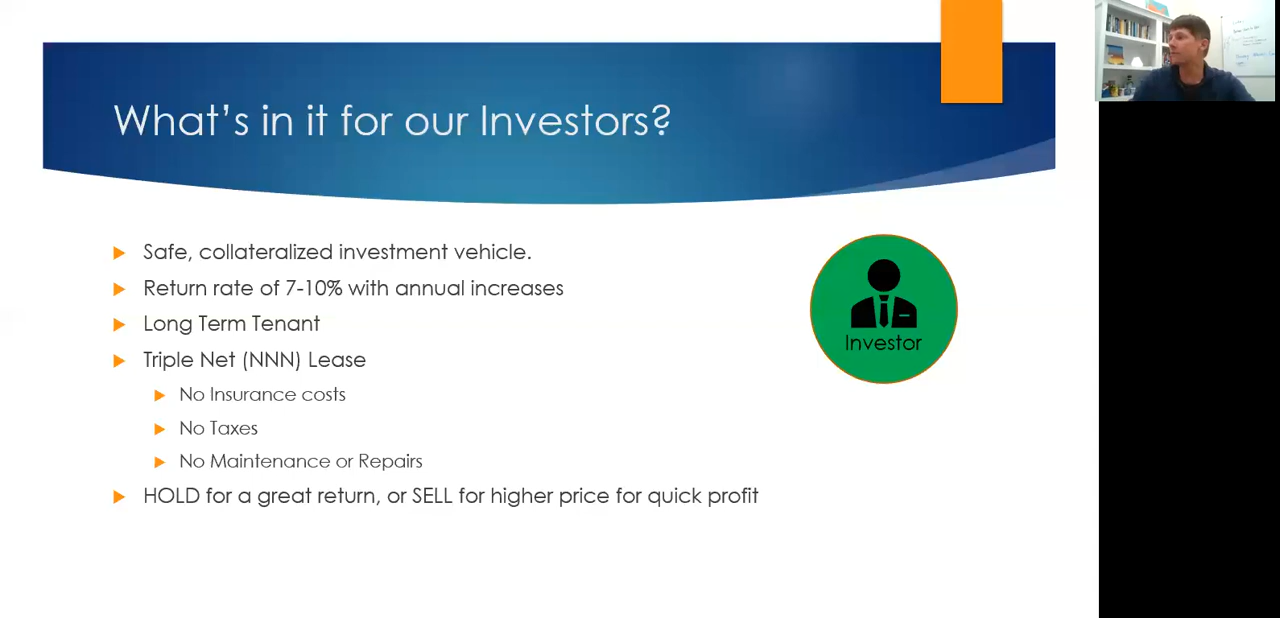 What's in it for our Investors?
Safe, collateralized investment vehicle.
Return rate of 7-10% with annual increases
Long Term Tenant
Triple Net (NNN) Lease
No Insurance costs
No Taxes
No Maintenance or Repairs
HOLD for a great return, or SELL for higher price for quick profit
Investor